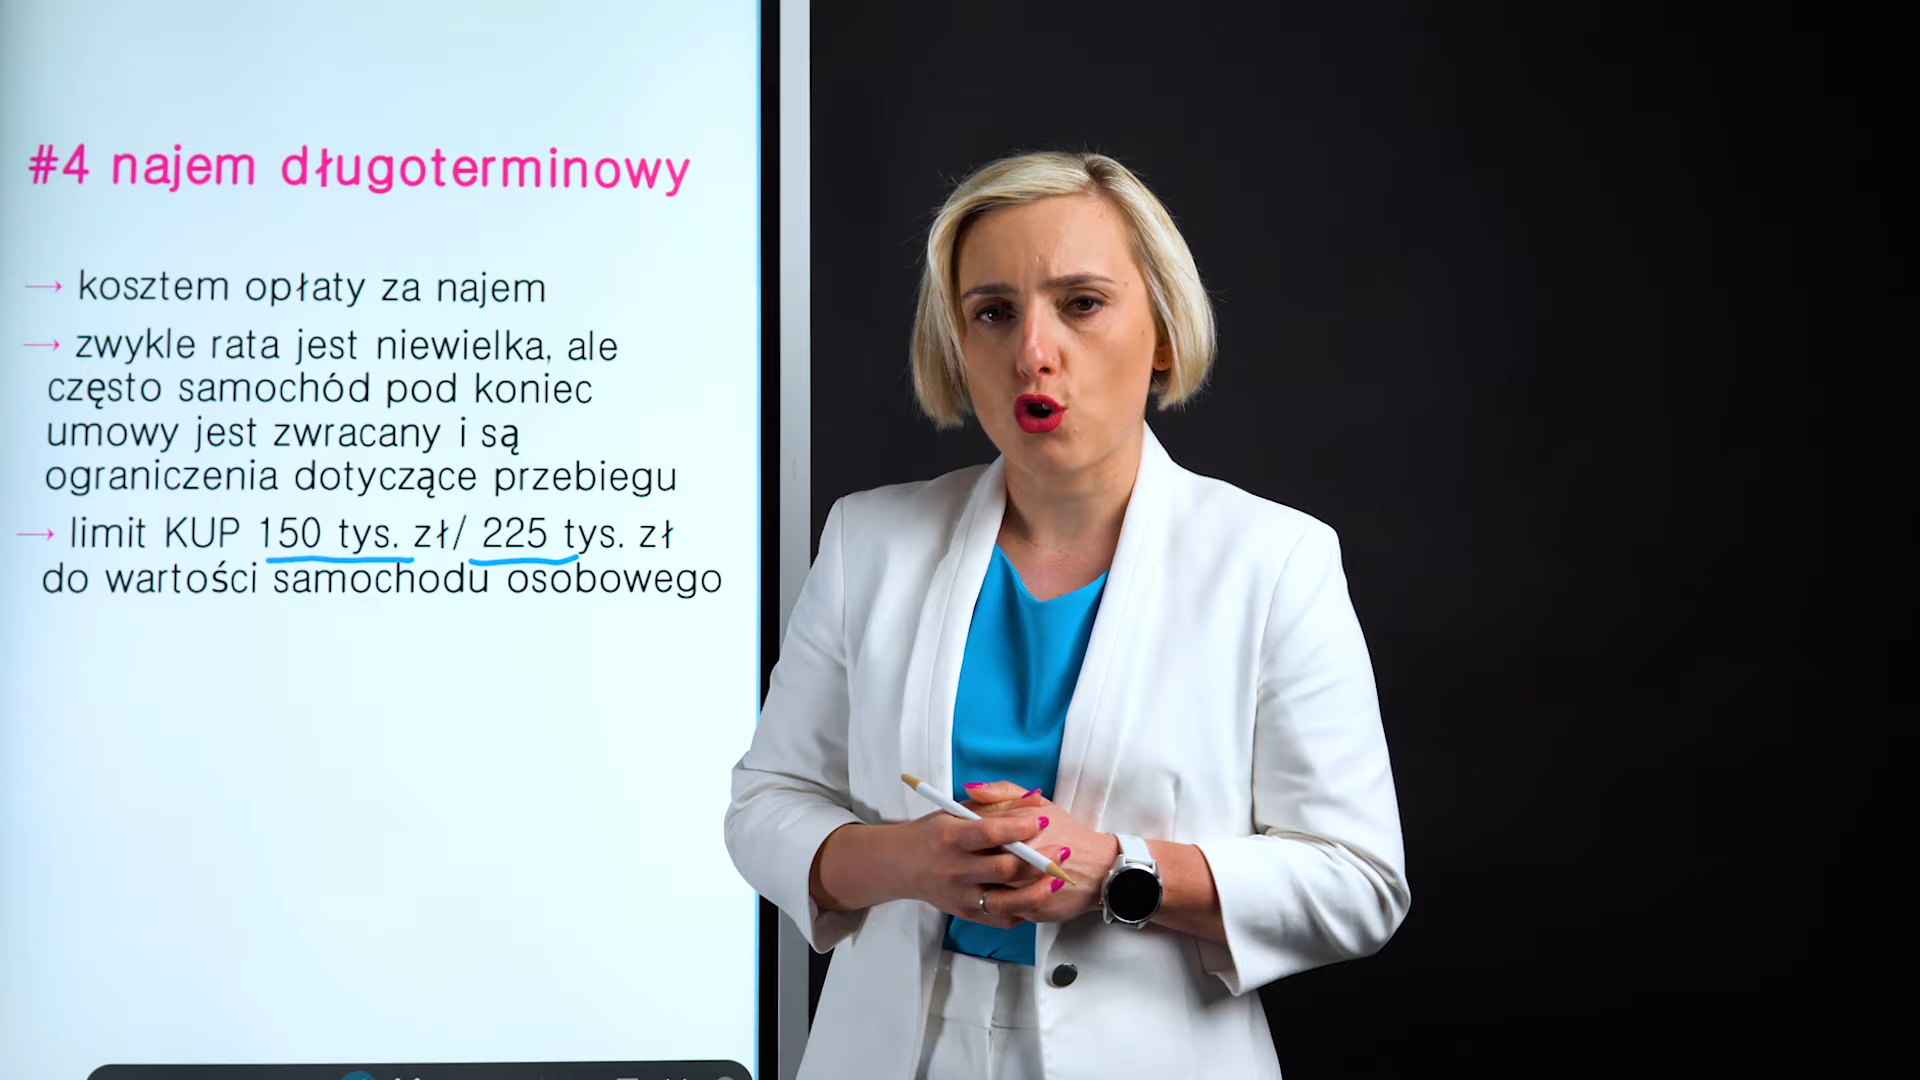 #4 najem długoterminowy
→ kosztem opłaty za najem
→ zwykle rata jest niewielka, ale
często samochód pod koniec
umowy jest zwracany i są
ograniczenia dotyczące przebiegu
→ limit KUP 150 tys. zł/ 225 tys. zł
do wartości samochodu osobowego